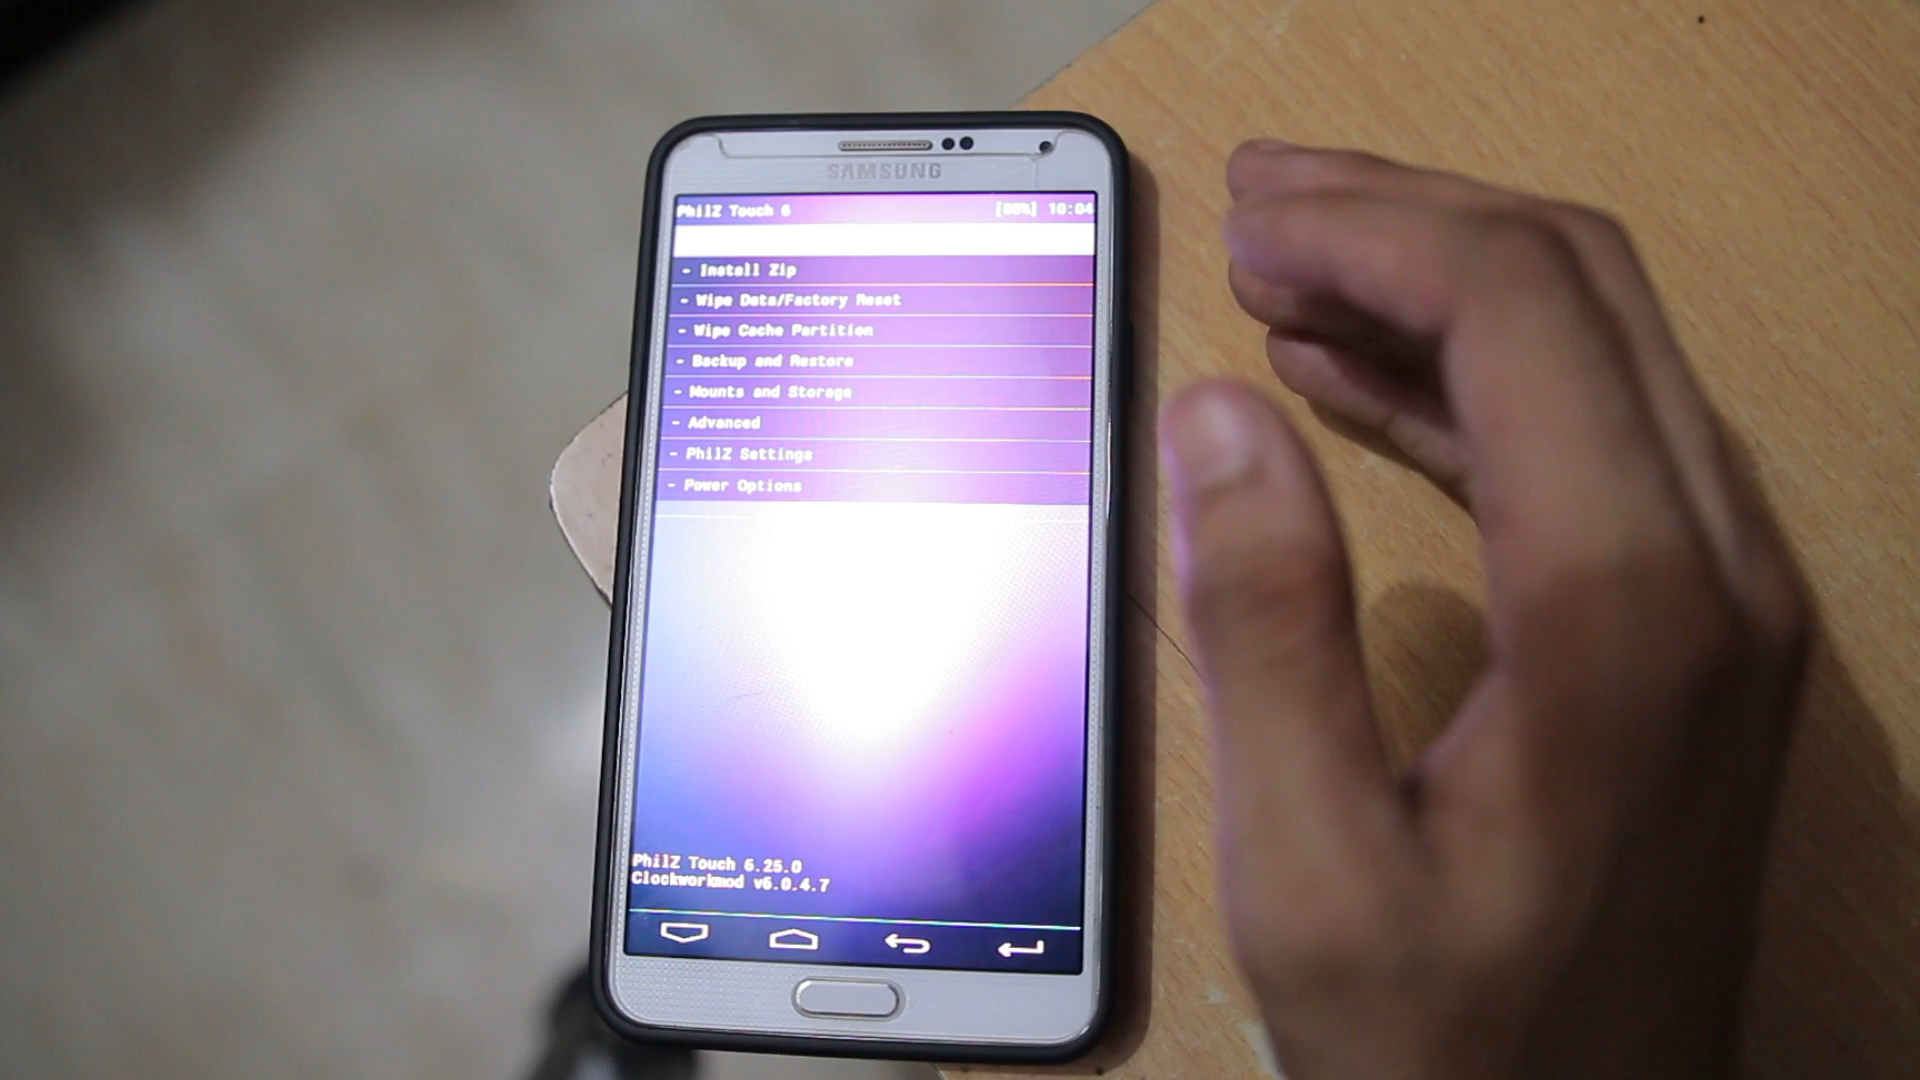 SAMSUNG
PhilZ Touch 6 10:04
- Install Zip
- Wipe Data/Factory Reset
- Wipe Cache Partition
- Backup and Restore
- Mounts and Storage
- Advanced
- PhilZ Settings
- Power Options
PhilZ Touch 6.25.0
Clockworkmod v6.0.4.7